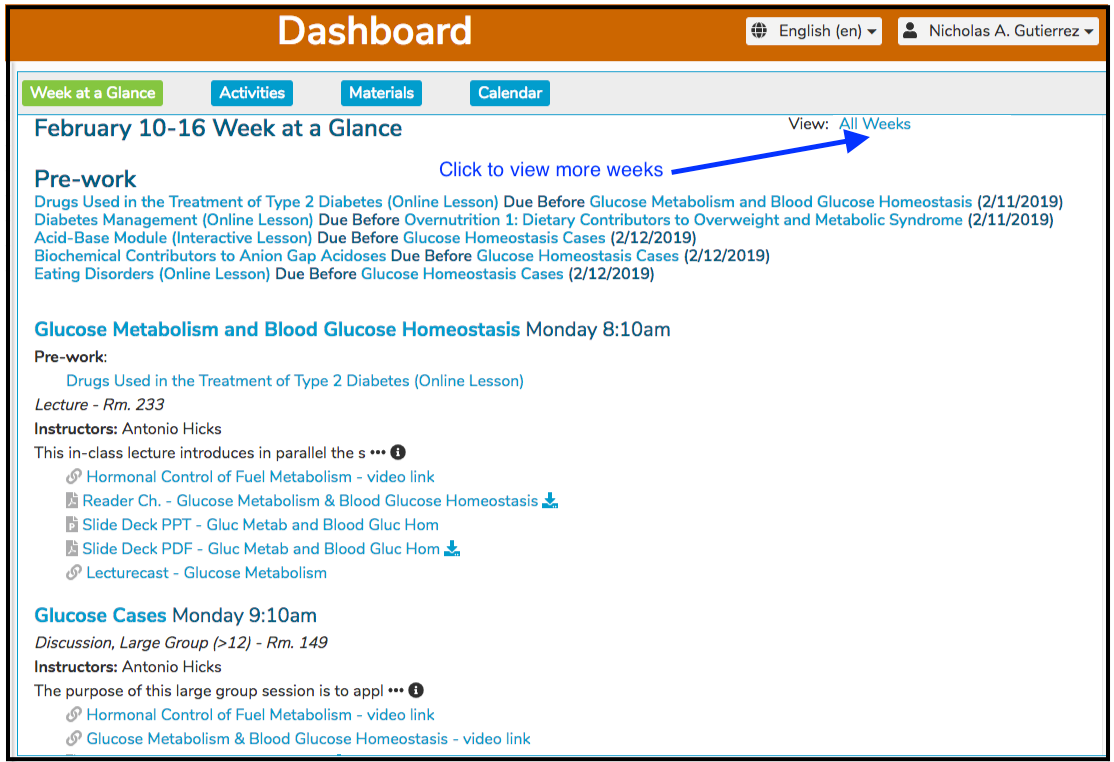 Dashboard
English (en)
Nicholas A. Gutierrez
Week at a Glance
Activities
Materials
Calendar
February 10-16 Week at a Glance
View: All Weeks
Click to view more weeks
Pre-work
Drugs Used in the Treatment of Type 2 Diabetes (Online Lesson) Due Before Glucose Metabolism and Blood Glucose Homeostasis (2/11/2019)
Diabetes Management (Online Lesson) Due Before Overnutrition 1: Dietary Contributors to Overweight and Metabolic Syndrome (2/11/2019)
Acid-Base Module (Interactive Lesson) Due Before Glucose Homeostasis Cases (2/12/2019)
Biochemical Contributors to Anion Gap Acidoses Due Before Glucose Homeostasis Cases (2/12/2019)
Eating Disorders (Online Lesson) Due Before Glucose Homeostasis Cases (2/12/2019)
Glucose Metabolism and Blood Glucose Homeostasis Monday 8:10am
Pre-work:
Drugs Used in the Treatment of Type 2 Diabetes (Online Lesson)
Lecture - Rm. 233
Instructors: Antonio Hicks
This in-class lecture introduces in parallel the s •••
Hormonal Control of Fuel Metabolism - video link
Reader Ch. - Glucose Metabolism & Blood Glucose Homeostasis
Slide Deck PPT - Gluc Metab and Blood Gluc Hom
Slide Deck PDF - Gluc Metab and Blood Gluc Hom
Lecturecast - Glucose Metabolism
Glucose Cases Monday 9:10am
Discussion, Large Group (>12) - Rm. 149
Instructors: Antonio Hicks
The purpose of this large group session is to appl •••
Hormonal Control of Fuel Metabolism - video link
Glucose Metabolism & Blood Glucose Homeostasis - video link